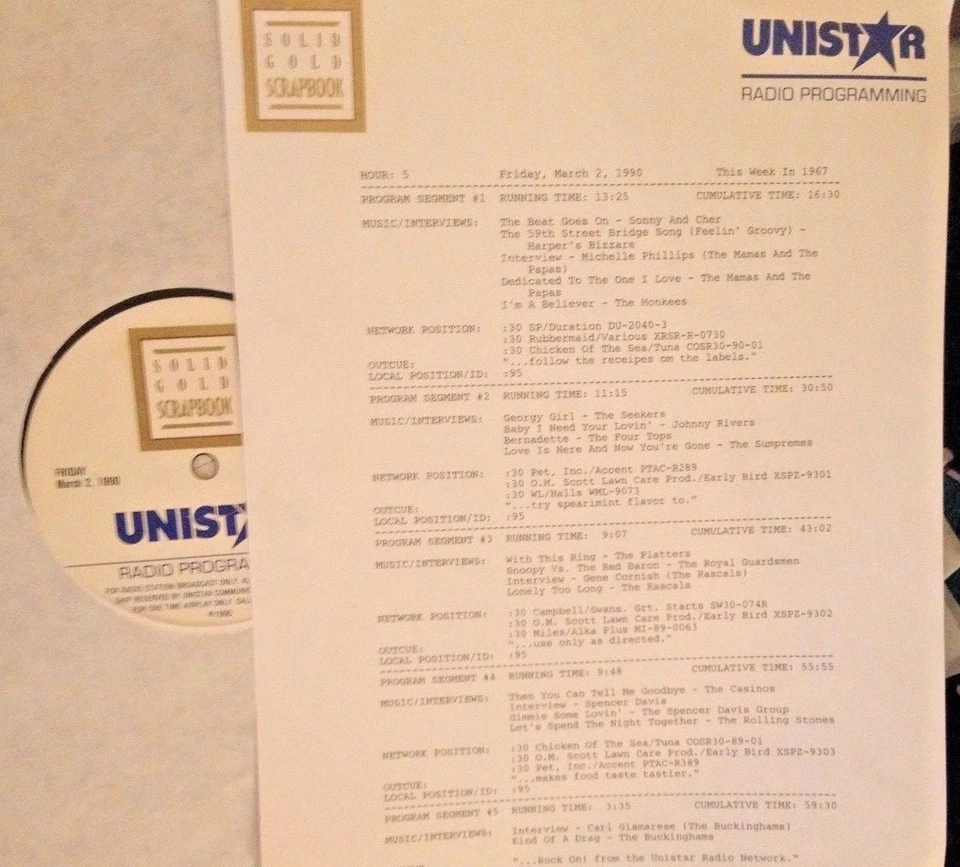 SOLID
GOLD
SCRAPBOOK
UNISTAR
RADIO PROGRAMMING
HOUR: 5 Friday, March 2, 1990 This Week In 1967
PROGRAM SEGMENT #1 RUNNING TIME: 13:25 CUMULATIVE TIME: 16:30
MUSIC/INTERVIEWS: The Beat Goes On - Sonny And Cher
The 59th Street Bridge Song (Feelin' Groovy) -
Harper's Bizzare
Interview - Michelle Phillips (The Mamas And The
Papas)
Dedicated To The One I Love - The Mamas And The
Papas
I'm A Believer - The Monkees
NETWORK POSITION: :30 SP/Duration DU-2040-3
:30 Rubbermaid/Various XRSR-R-0730
:30 Chicken Of The Sea/Tuna COSR30-90-01
OUTCUE: "...follow the receipes om the labels."
LOCAL POSITION/ID: :95
PROGRAM SEGMENT #2 RUNNING TIME: 11:15 CUMULATIVE TIME: 30:50
MUSIC/INTERVIEWS: Georgy Girl - The Seekers
Baby I Need Your Lovin' - Johnny Rivers
Bernadette - The Four Tops
Love Is Here And Now You're Gone - The Sumpremes
NETWORK POSITION: :30 Pet, Inc./Accent PTAC-R289
:30 O.M. Scott Lawn Care Prod./Early Bird XSPZ-9301
:30 WL/Halls WML-9073
OUTCUE: "...try spearimint flavor to."
LOCAL POSITION/ID: :95
PROGRAM SEGMENT #3 RUNNING TIME: 9:07 CUMULATIVE TIME: 43:02
MUSIC/INTERVIEWS: With This Ring - The Platters
Snoopy Vs. The Red Baron - The Royal Guardsmen
Interview - Gene Cornish (The Rascals)
Lonely Too Long - The Rascals
NETWORK POSITION: :30 Campbell/Swans. Grt. Starts SW30-074R
:30 O.M. Scott Lawn Care Prod./Early Bird XSPZ-9302
:30 Miles/Alka Plus MI-89-0063
OUTCUE: "...use only as directed."
LOCAL POSITION/ID: :95
PROGRAM SEGMENT #4 RUNNING TIME: 9:48 CUMULATIVE TIME: 55:55
MUSIC/INTERVIEWS: Then You Can Tell Me Goodbye - The Casinos
Interview - Spencer Davis
Gimmie Some Lovin' - The Spencer Davis Group
Let's Spend The Night Together - The Rolling Stones
NETWORK POSITION: :30 Chicken Of The Sea/Tuna COSR30-89-01
:30 O.M. Scott Lawn Care Prod./Early Bird XSPZ-9303
:30 Pet, Inc./Accent PTAC-R389
OUTCUE: "...makes food taste tastier."
LOCAL POSITION/ID: :95
PROGRAM SEGMENT #5 RUNNING TIME: 3:35 CUMULATIVE TIME: 59:30
MUSIC/INTERVIEWS: Interview - Carl Giamarese (The Buckinghams)
Kind Of A Drag - The Buckinghams
"...Rock On! from the Unistar Radio Network."
SOLID
GOLD
SCRAPBOOK
FRIDAY
March 2, 1990
UNIST
RADIO PROGRA
FOR RADIO STATION BROADCAST ONLY
BY UNISTAR
FOR ONE TIME AIRPLAY ONLY.
℗1990